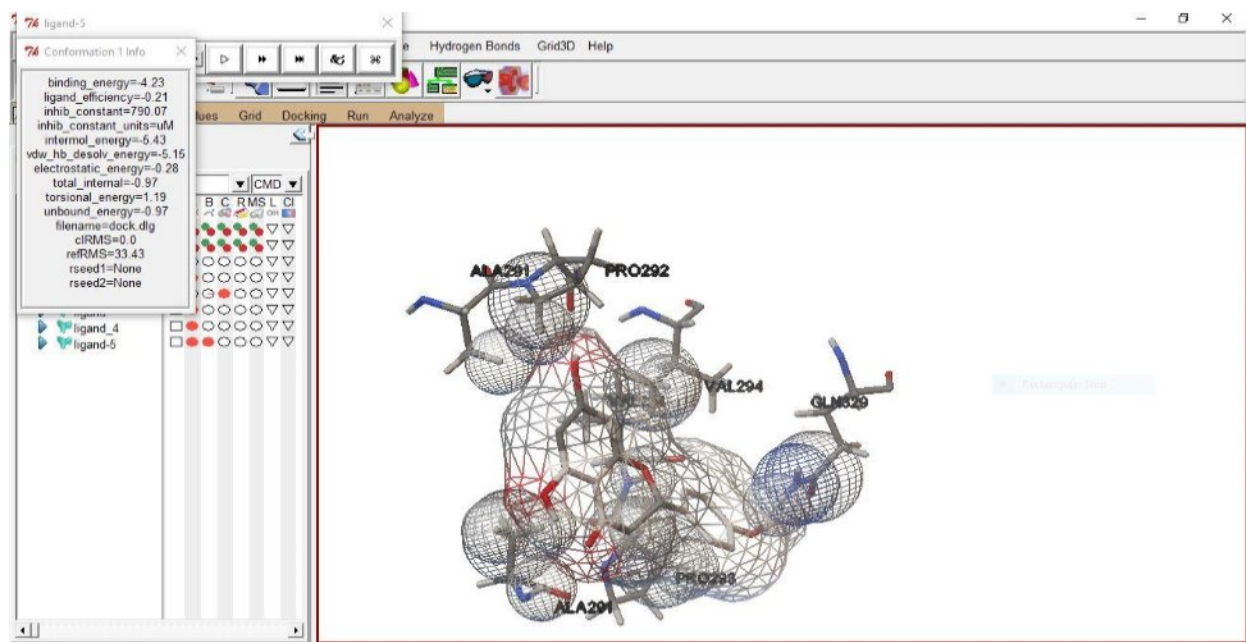 ligand-5
Conformation 1 Info
Hydrogen Bonds Grid3D Help
binding_energy=-4.23
ligand_efficiency=-0.21
inhib_constant=790.07
inhib_constant_units=uM
intermol_energy=-5.43
vdw_hb_desolv_energy=-5.15
electrostatic_energy=-0.28
total_internal=-0.97
torsional_energy=1.19
unbound_energy=-0.97
filename=dock.dlg
clRMS=0.0
refRMS=33.43
rseed1=None
rseed2=None
Grid Docking Run Analyze
CMD
B C R MS L Cl
ligand_4
ligand-5
ALA291
PRO292
VAL294
GLN329
Rectangular Snip
PRO293
ALA291